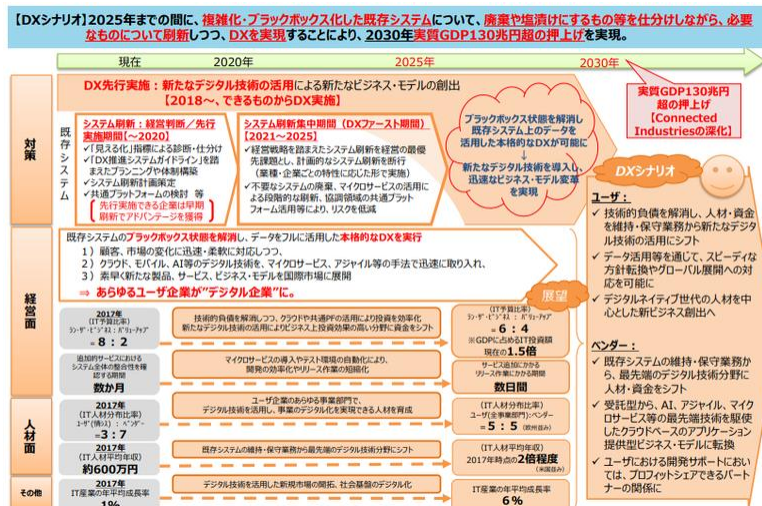 【DXシナリオ】2025年までの間に、複雑化・ブラックボックス化した既存システムについて、廃棄や塩漬けにするもの等を仕分けしながら、必要
なものについて刷新しつつ、DXを実現することにより、2030年実質GDP130兆円超の押上げを実現。
現在
2020年
2025年
2030年
実質GDP130兆円
超の押上げ
【Connected
Industriesの深化】
対策
DX先行実施：新たなデジタル技術の活用による新たなビジネス・モデルの創出
【2018～、できるものからDX実施】
既存システム
システム刷新：経営判断／先行
実施期間【～2020】
✓「見える化」指標による診断・仕分け
✓「DX推進システムガイドライン」を踏
まえたプランニングや体制構築
✓システム刷新計画策定
✓共通プラットフォームの検討 等
先行実施できる企業は早期
刷新でアドバンテージを獲得
システム刷新集中期間（DXファースト期間）
【2021～2025】
✓経営戦略を踏まえたシステム刷新を経営の最優
先課題とし、計画的なシステム刷新を断行
（業種・企業ごとの特性に応じた形で実施）
✓不要なシステムの廃棄、マイクロサービスの活用に
よる段階的な刷新、協調領域の共通プラット
フォーム活用等により、リスクを低減
ブラックボックス状態を解消し
既存システム上のデータを
活用した本格的なDXが可能に
↓
新たなデジタル技術を導入し、
迅速なビジネス・モデル変革
を実現
経営面
既存システムのブラックボックス状態を解消し、データをフルに活用した本格的なDXを実行
１）顧客、市場の変化に迅速・柔軟に対応しつつ、
２）クラウド、モバイル、AI等のデジタル技術を、マイクロサービス、アジャイル等の手法で迅速に取り入れ、
３）素早く新たな製品、サービス、ビジネス・モデルを国際市場に展開
⇒ あらゆるユーザ企業が"デジタル企業"に。
展望
2017年
（IT予算比率）
ﾗﾝ･ｻﾞ･ﾋﾞｼﾞﾈｽ：ﾊﾞﾘｭｰｱｯﾌﾟ
＝8：2
技術的負債を解消しつつ、クラウドや共通PFの活用により投資を効率化
新たなデジタル技術の活用によりビジネス上投資効果の高い分野に資金をシフト
（IT予算比率）
ﾗﾝ･ｻﾞ･ﾋﾞｼﾞﾈｽ：ﾊﾞﾘｭｰｱｯﾌﾟ
＝6：4
※GDPに占めるIT投資額
現在の1.5倍
追加的サービスにおける
システム全体の整合性を確
認する期間
数か月
マイクロサービスの導入やテスト環境の自動化により、
開発の効率化やリリース作業の短縮化
サービス追加にかかる
リリース作業にかかる期間
数日間
人材面
2017年
（IT人材分布比率）
ﾕｰｻﾞ(情シス)：ベンダー
＝3：7
ユーザ企業のあらゆる事業部門で、
デジタル技術を活用し、事業のデジタル化を実現できる人材を育成
（IT人材分布比率）
ユーザ(全事業部門):ベンダー
＝5：5（欧州並み）
2017年
（IT人材平均年収）
約600万円
既存システムの維持・保守業務から最先端のデジタル技術分野にシフト
（IT人材平均年収）
2017年時点の2倍程度
（米国並み）
その他
2017年
IT産業の年平均成長率
1%
デジタル技術を活用した新規市場の開拓、社会基盤のデジタル化
IT産業の年平均成長率
6%
DXシナリオ
ユーザ：
✓ 技術的負債を解消し、人材・資金
を維持・保守業務から新たなデジタ
ル技術の活用にシフト
✓ データ活用等を通じて、スピーディな
方針転換やグローバル展開への対
応を可能に
✓ デジタルネイティブ世代の人材を中
心とした新ビジネス創出へ
ベンダー：
✓ 既存システムの維持・保守業務か
ら、最先端のデジタル技術分野に
人材・資金をシフト
✓ 受託型から、AI、アジャイル、マイク
ロサービス等の最先端技術を駆使
したクラウドベースのアプリケーション
提供型ビジネス・モデルに転換
✓ ユーザにおける開発サポートにおい
ては、プロフィットシェアできるパート
ナーの関係に